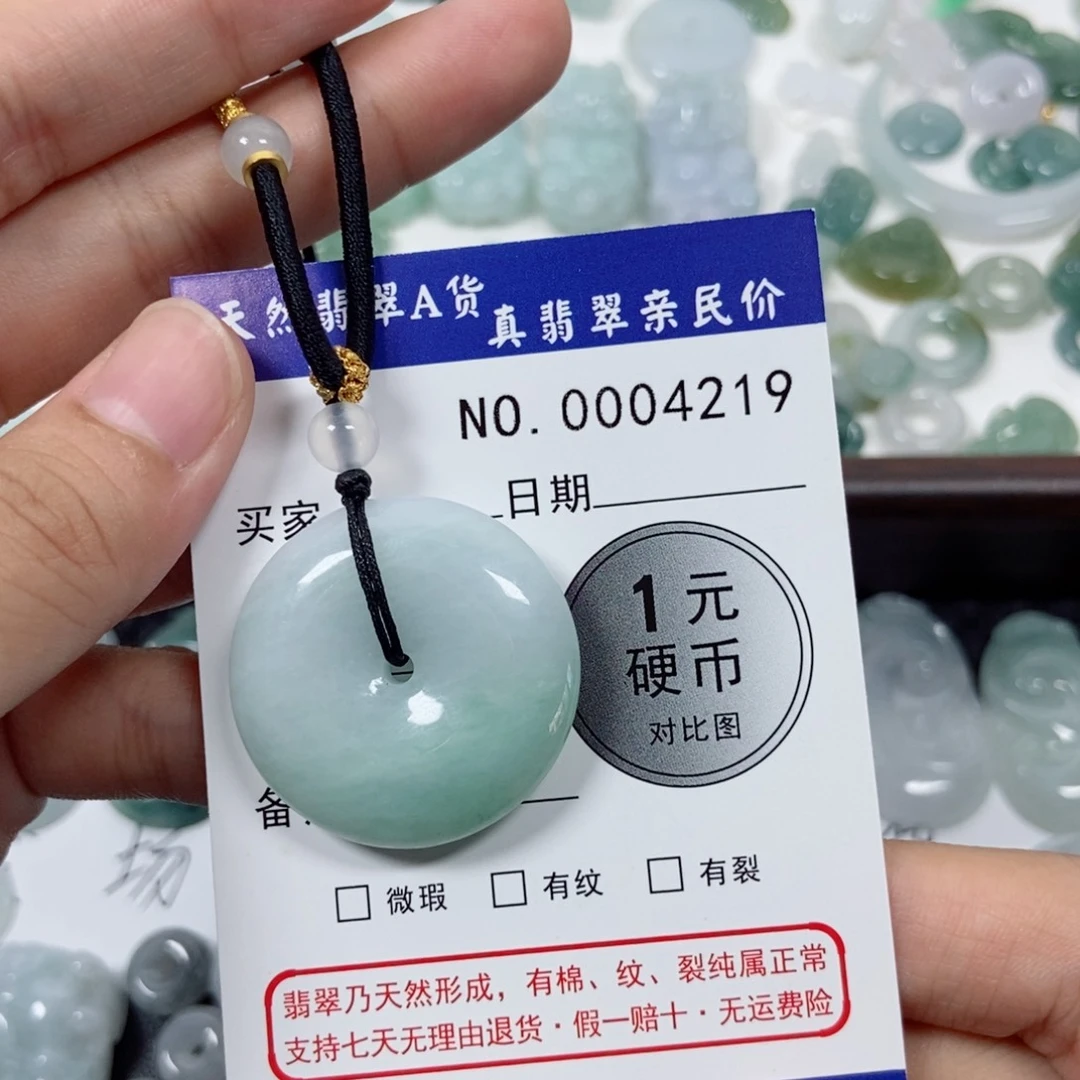 天然翡翠A货 真翡翠亲民价
NO. 0004219
买家 日期
1元
硬币
对比图
备
微瑕 有纹 有裂
翡翠乃天然形成，有棉、纹、裂纯属正常
支持七天无理由退货·假一赔十·无运费险